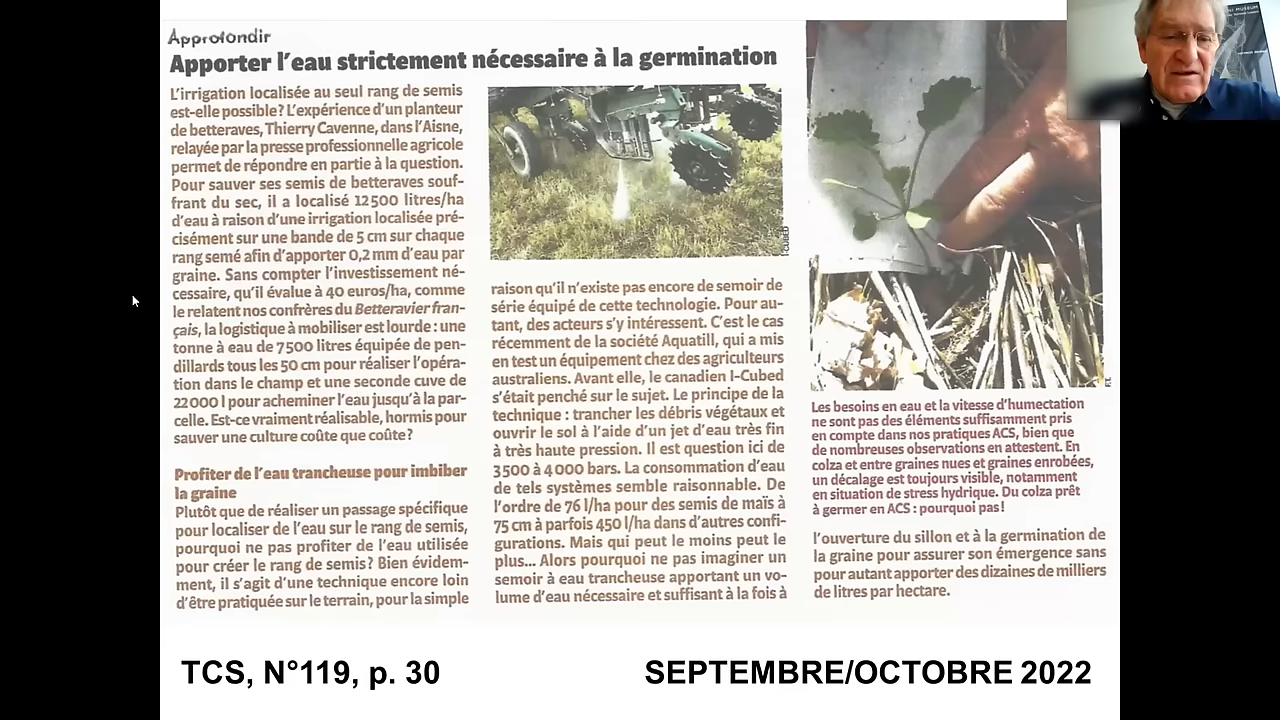 Approfondir
Apporter l'eau strictement nécessaire à la germination
L'irrigation localisée au seul rang de semis
est-elle possible ? L'expérience d'un planteur
de betteraves, Thierry Cavenne, dans l'Aisne,
relayée par la presse professionnelle agricole
permet de répondre en partie à la question.
Pour sauver ses semis de betteraves souf-
frant du sec, il a localisé 12500 litres/ha
d'eau à raison d'une irrigation localisée pré-
cisément sur une bande de 5 cm sur chaque
rang semé afin d'apporter 0,2 mm d'eau par
graine. Sans compter l'investissement né-
cessaire, qu'il évalue à 40 euros/ha, comme
le relatent nos confrères du Betteravier fran-
çais, la logistique à mobiliser est lourde : une
tonne à eau de 7500 litres équipée de pen-
dillards tous les 50 cm pour réaliser l'opéra-
tion dans le champ et une seconde cuve de
22000 l pour acheminer l'eau jusqu'à la par-
celle. Est-ce vraiment réalisable, hormis pour
sauver une culture coûte que coûte ?
Profiter de l'eau trancheuse pour imbiber
la graine
Plutôt que de réaliser un passage spécifique
pour localiser de l'eau sur le rang de semis,
pourquoi ne pas profiter de l'eau utilisée
pour créer le rang de semis ? Bien évidem-
ment, il s'agit d'une technique encore loin
d'être pratiquée sur le terrain, pour la simple
I-CUBED
raison qu'il n'existe pas encore de semoir de
série équipé de cette technologie. Pour au-
tant, des acteurs s'y intéressent. C'est le cas
récemment de la société Aquatill, qui a mis
en test un équipement chez des agriculteurs
australiens. Avant elle, le canadien I-Cubed
s'était penché sur le sujet. Le principe de la
technique : trancher les débris végétaux et
ouvrir le sol à l'aide d'un jet d'eau très fin
à très haute pression. Il est question ici de
3500 à 4000 bars. La consommation d'eau
de tels systèmes semble raisonnable. De
l'ordre de 76 l/ha pour des semis de maïs à
75 cm à parfois 450 l/ha dans d'autres confi-
gurations. Mais qui peut le moins peut le
plus... Alors pourquoi ne pas imaginer un
semoir à eau trancheuse apportant un vo-
lume d'eau nécessaire et suffisant à la fois à
Les besoins en eau et la vitesse d'humectation
ne sont pas des éléments suffisamment pris
en compte dans nos pratiques ACS, bien que
de nombreuses observations en attestent. En
colza et entre graines nues et graines enrobées,
un décalage est toujours visible, notamment
en situation de stress hydrique. Du colza prêt
à germer en ACS : pourquoi pas !
l'ouverture du sillon et à la germination de
la graine pour assurer son émergence sans
pour autant apporter des dizaines de milliers
de litres par hectare.
TCS, N°119, p. 30
SEPTEMBRE/OCTOBRE 2022